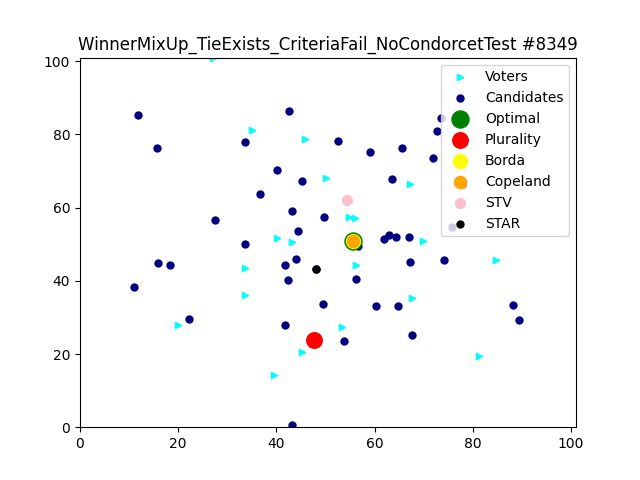 WinnerMixUp_TieExists_CriteriaFail_NoCondorcetTest #8349
100
80
60
40
20
0
0
20
40
60
80
100
Voters
Candidates
Optimal
Plurality
Borda
Copeland
STV
STAR